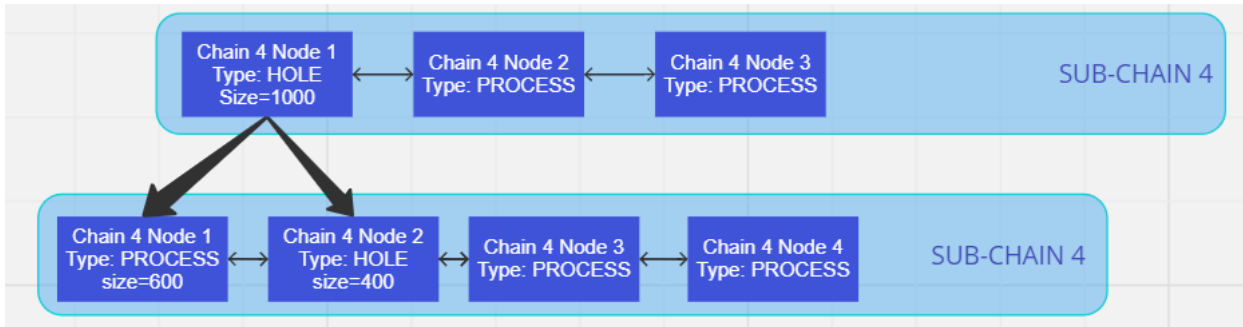 Chain 4 Node 1
Type: HOLE
Size=1000
Chain 4 Node 2
Type: PROCESS
Chain 4 Node 3
Type: PROCESS
SUB-CHAIN 4
Chain 4 Node 1
Type: PROCESS
size=600
Chain 4 Node 2
Type: HOLE
size=400
Chain 4 Node 3
Type: PROCESS
Chain 4 Node 4
Type: PROCESS
SUB-CHAIN 4